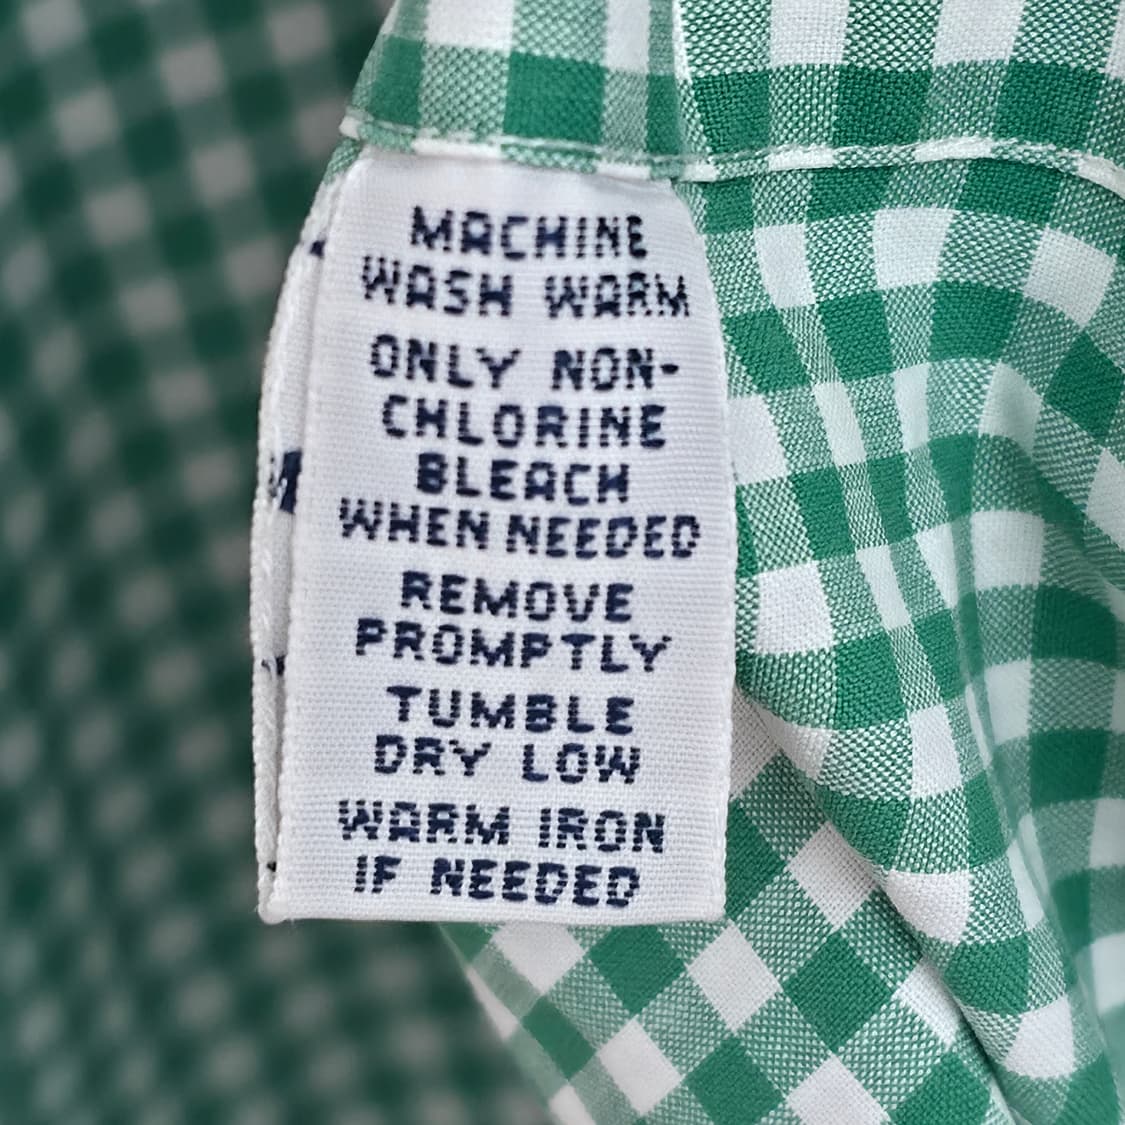 MACHINE
WASH WARM
ONLY NON-
CHLORINE
BLEACH
WHEN NEEDED
REMOVE
PROMPTLY
TUMBLE
DRY LOW
WARM IRON
IF NEEDED